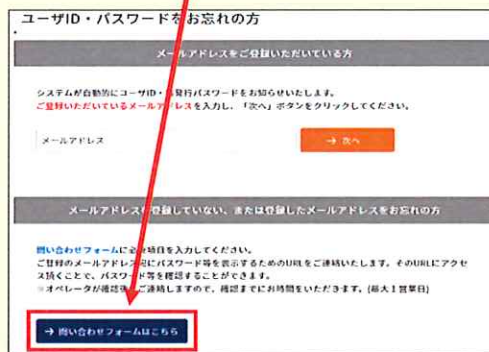 ユーザID・パスワードをお忘れの方
メールアドレスをご登録いただいている方
システムが自動的にユーザID・再発行パスワードをお知らせいたします。
ご登録いただいているメールアドレスを入力し、「次へ」ボタンをクリックしてください。
メールアドレス
→ 次へ
メールアドレスを登録していない、または登録したメールアドレスをお忘れの方
問い合わせフォームに必要項目を入力してください。
ご登録のメールアドレス宛にパスワード等を表示するためのURLをご連絡いたします。そのURLにアクセ
ス頂くことで、パスワード等を確認することができます。
※オペレータが確認後、ご連絡しますので、確認までにお時間をいただきます。(最大1営業日)
→ 問い合わせフォームはこちら